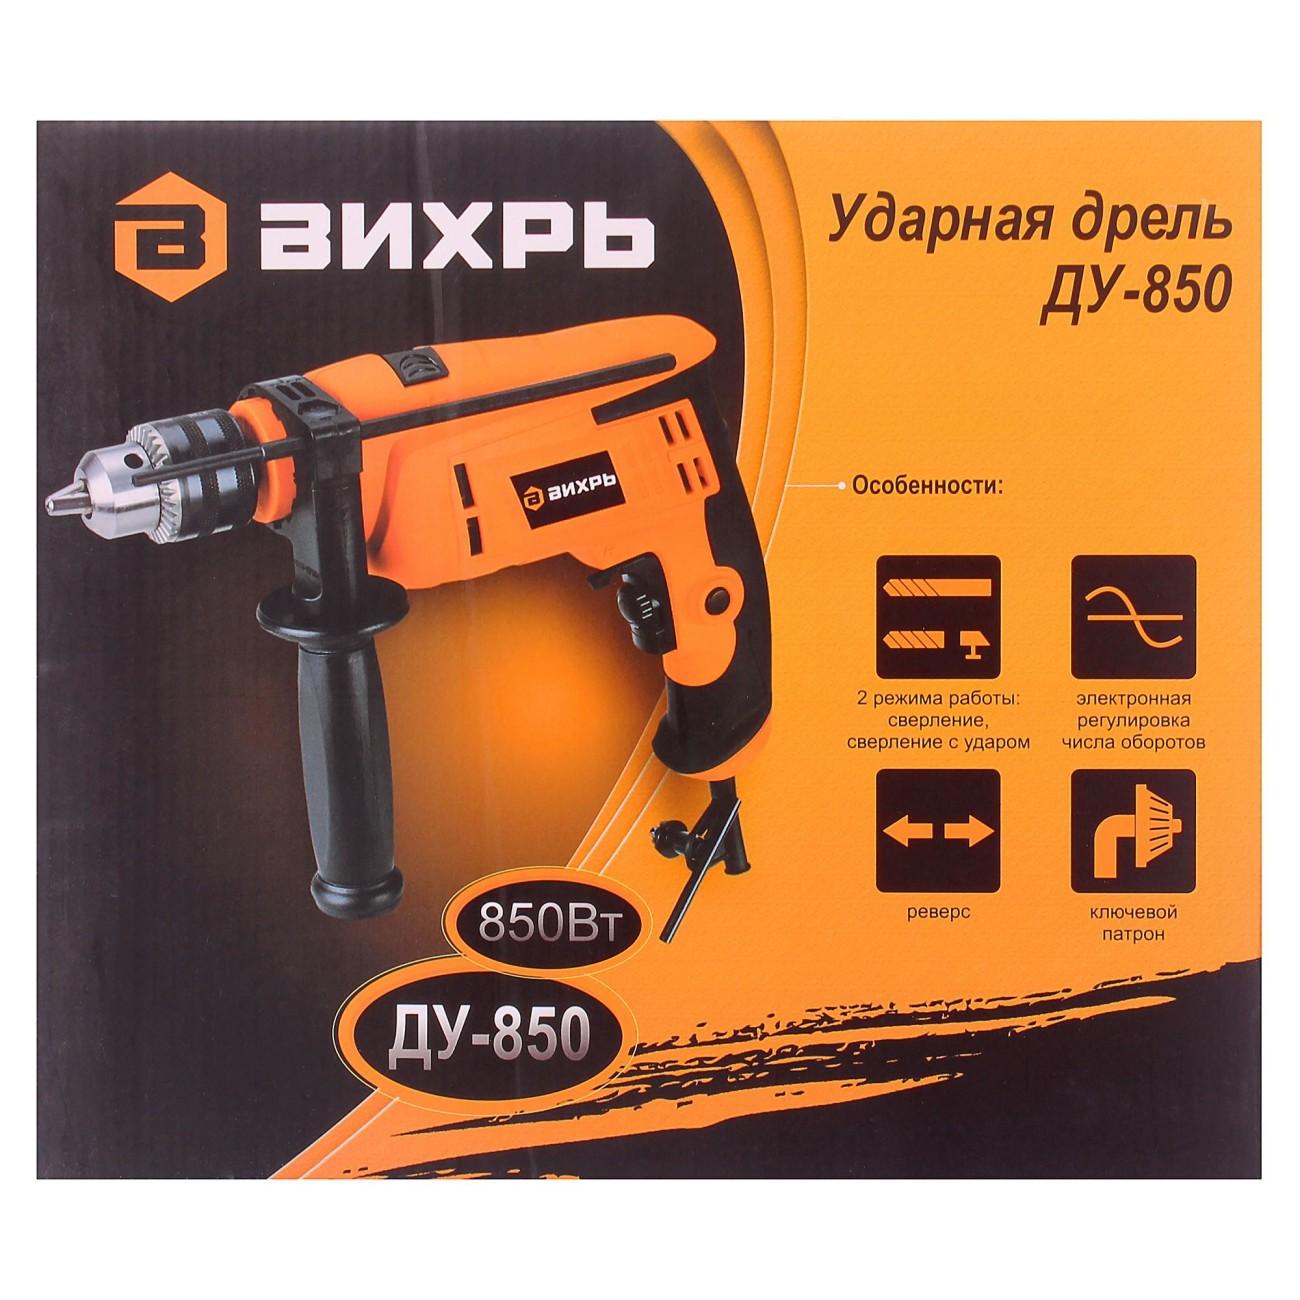 ВИХРЬ
Ударная дрель
ДУ-850
ВИХРЬ
Особенности:
2 режима работы:
сверление,
сверление с ударом
электронная
регулировка
числа оборотов
реверс
ключевой
патрон
850Вт
ДУ-850